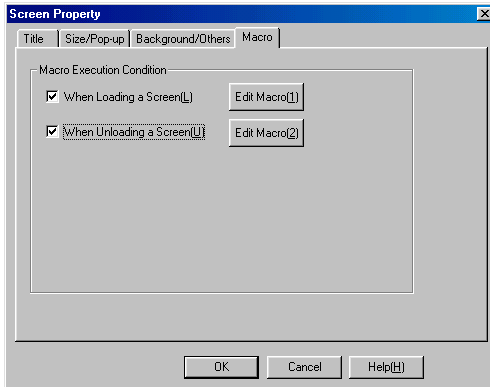 Screen Property
Title Size/Pop-up Background/Others Macro
Macro Execution Condition
When Loading a Screen(L) Edit Macro(1)
When Unloading a Screen(U) Edit Macro(2)
OK Cancel Help(H)